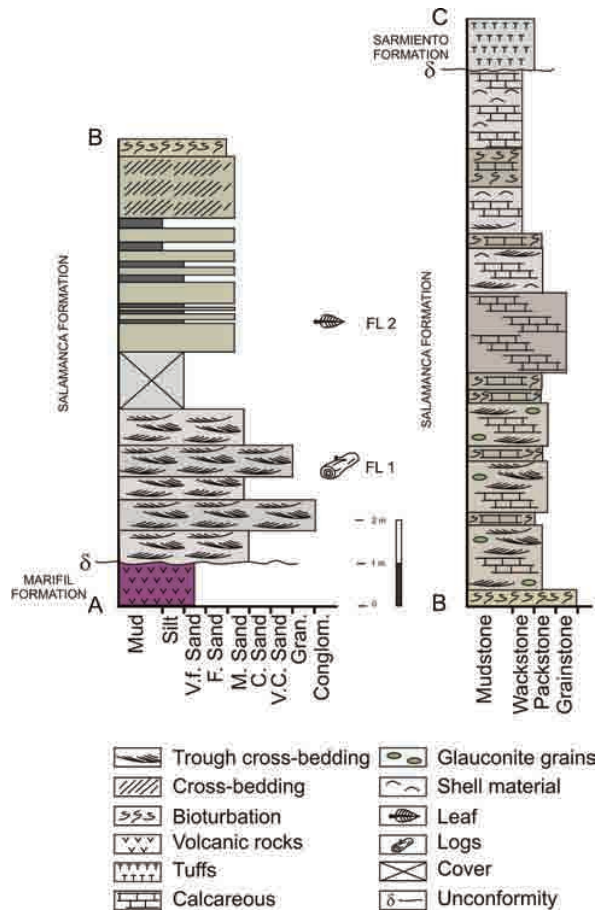 C
SARMIENTO
FORMATION
δ
B
SALAMANCA FORMATION
SALAMANCA FORMATION
FL 2
FL 1
2 m
1 m
0
δ
MARIFIL
FORMATION
A
B
Mud
Silt
V.f. Sand
F. Sand
M. Sand
C. Sand
V.C. Sand
Gran.
Conglom.
Mudstone
Wackstone
Packstone
Grainstone
Trough cross-bedding
Cross-bedding
Bioturbation
Volcanic rocks
Tuffs
Calcareous
Glauconite grains
Shell material
Leaf
Logs
Cover
δ Unconformity